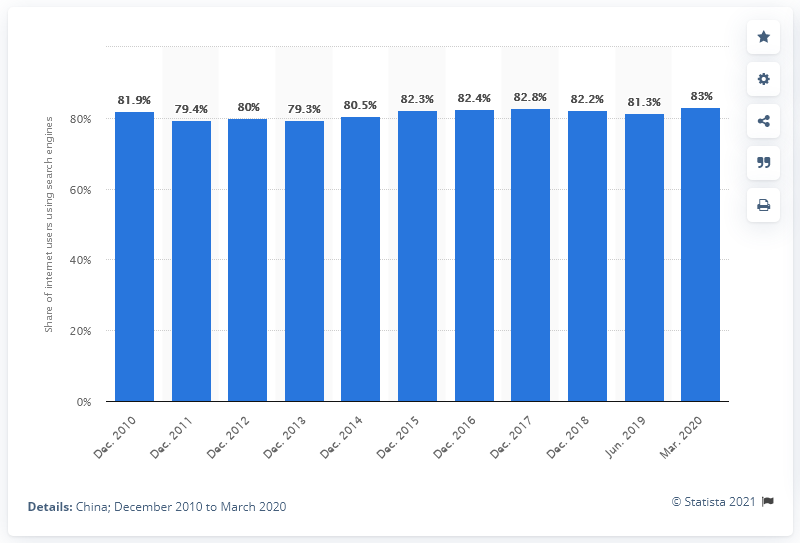 81.9%
79.4%
80%
79.3%
80.5%
82.3%
82.4%
82.8%
82.2%
81.3%
83%
80%
60%
40%
20%
0%
Share of internet users using search engines
Dec. 2010
Dec. 2011
Dec. 2012
Dec. 2013
Dec. 2014
Dec. 2015
Dec. 2016
Dec. 2017
Dec. 2018
Jun. 2019
Mar. 2020
Details: China; December 2010 to March 2020
© Statista 2021